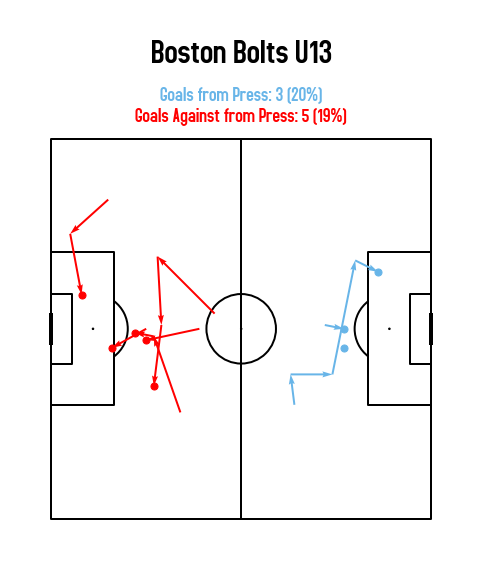 Boston Bolts U13
Goals from Press: 3 (20%)
Goals Against from Press: 5 (19%)